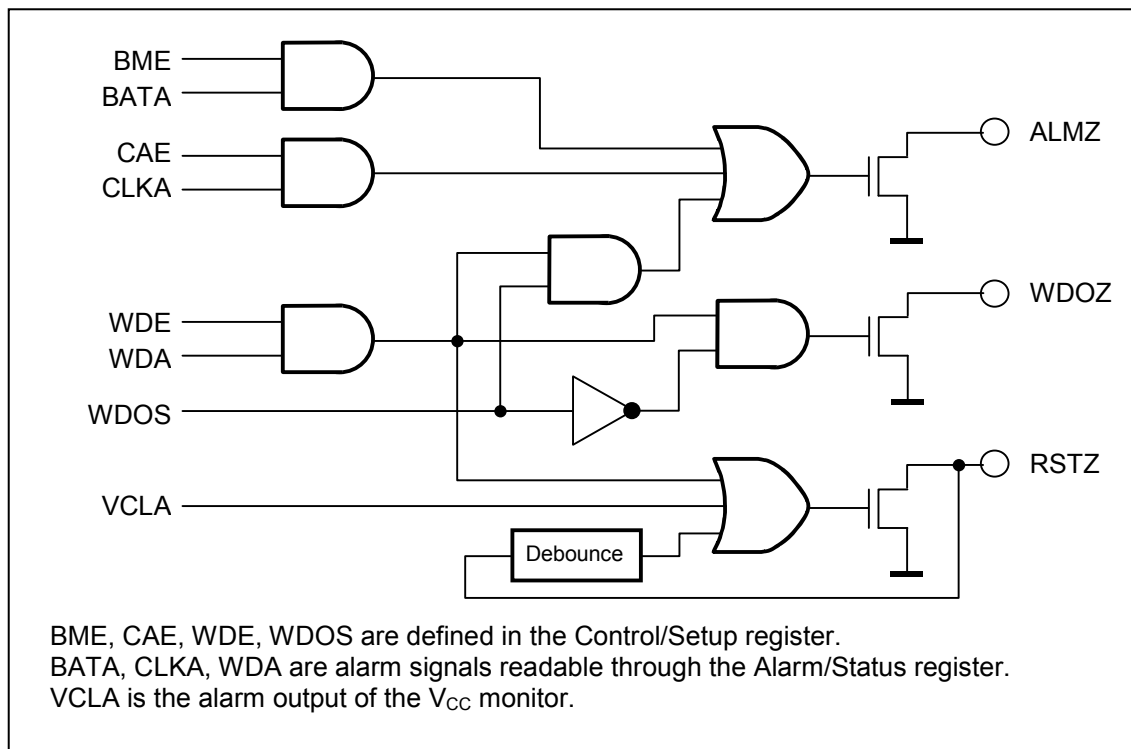 BME
BATA
CAE
CLKA
ALMZ
WDE
WDA
WDOZ
WDOS
VCLA
RSTZ
Debounce
BME, CAE, WDE, WDOS are defined in the Control/Setup register.
BATA, CLKA, WDA are alarm signals readable through the Alarm/Status register.
VCLA is the alarm output of the VCC monitor.